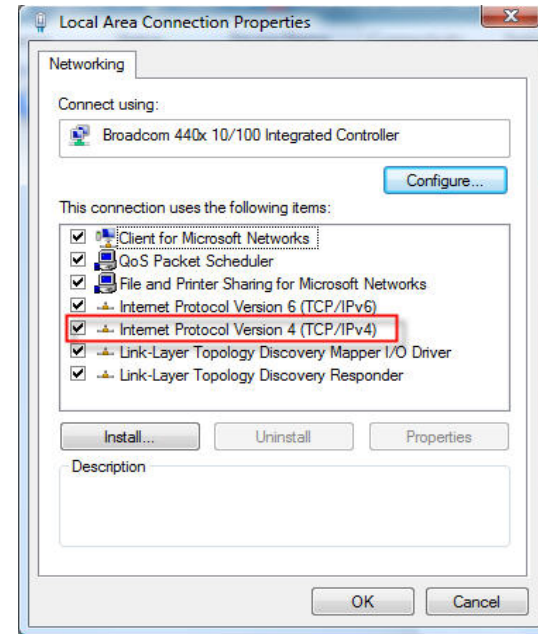 Local Area Connection Properties
Networking
Connect using:
Broadcom 440x 10/100 Integrated Controller
Configure...
This connection uses the following items:
Client for Microsoft Networks
QoS Packet Scheduler
File and Printer Sharing for Microsoft Networks
Internet Protocol Version 6 (TCP/IPv6)
Internet Protocol Version 4 (TCP/IPv4)
Link-Layer Topology Discovery Mapper I/O Driver
Link-Layer Topology Discovery Responder
Install... Uninstall Properties
Description
OK Cancel